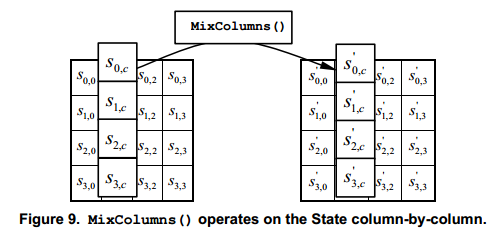 MixColumns()
s0,0 s0,c s0,2 s0,3 s'0,0 s'0,c s'0,2 s'0,3
s1,0 s1,c s1,2 s1,3 s'1,0 s'1,c s'1,2 s'1,3
s2,0 s2,c s2,2 s2,3 s'2,0 s'2,c s'2,2 s'2,3
s3,0 s3,c s3,2 s3,3 s'3,0 s'3,c s'3,2 s'3,3
Figure 9. MixColumns() operates on the State column-by-column.